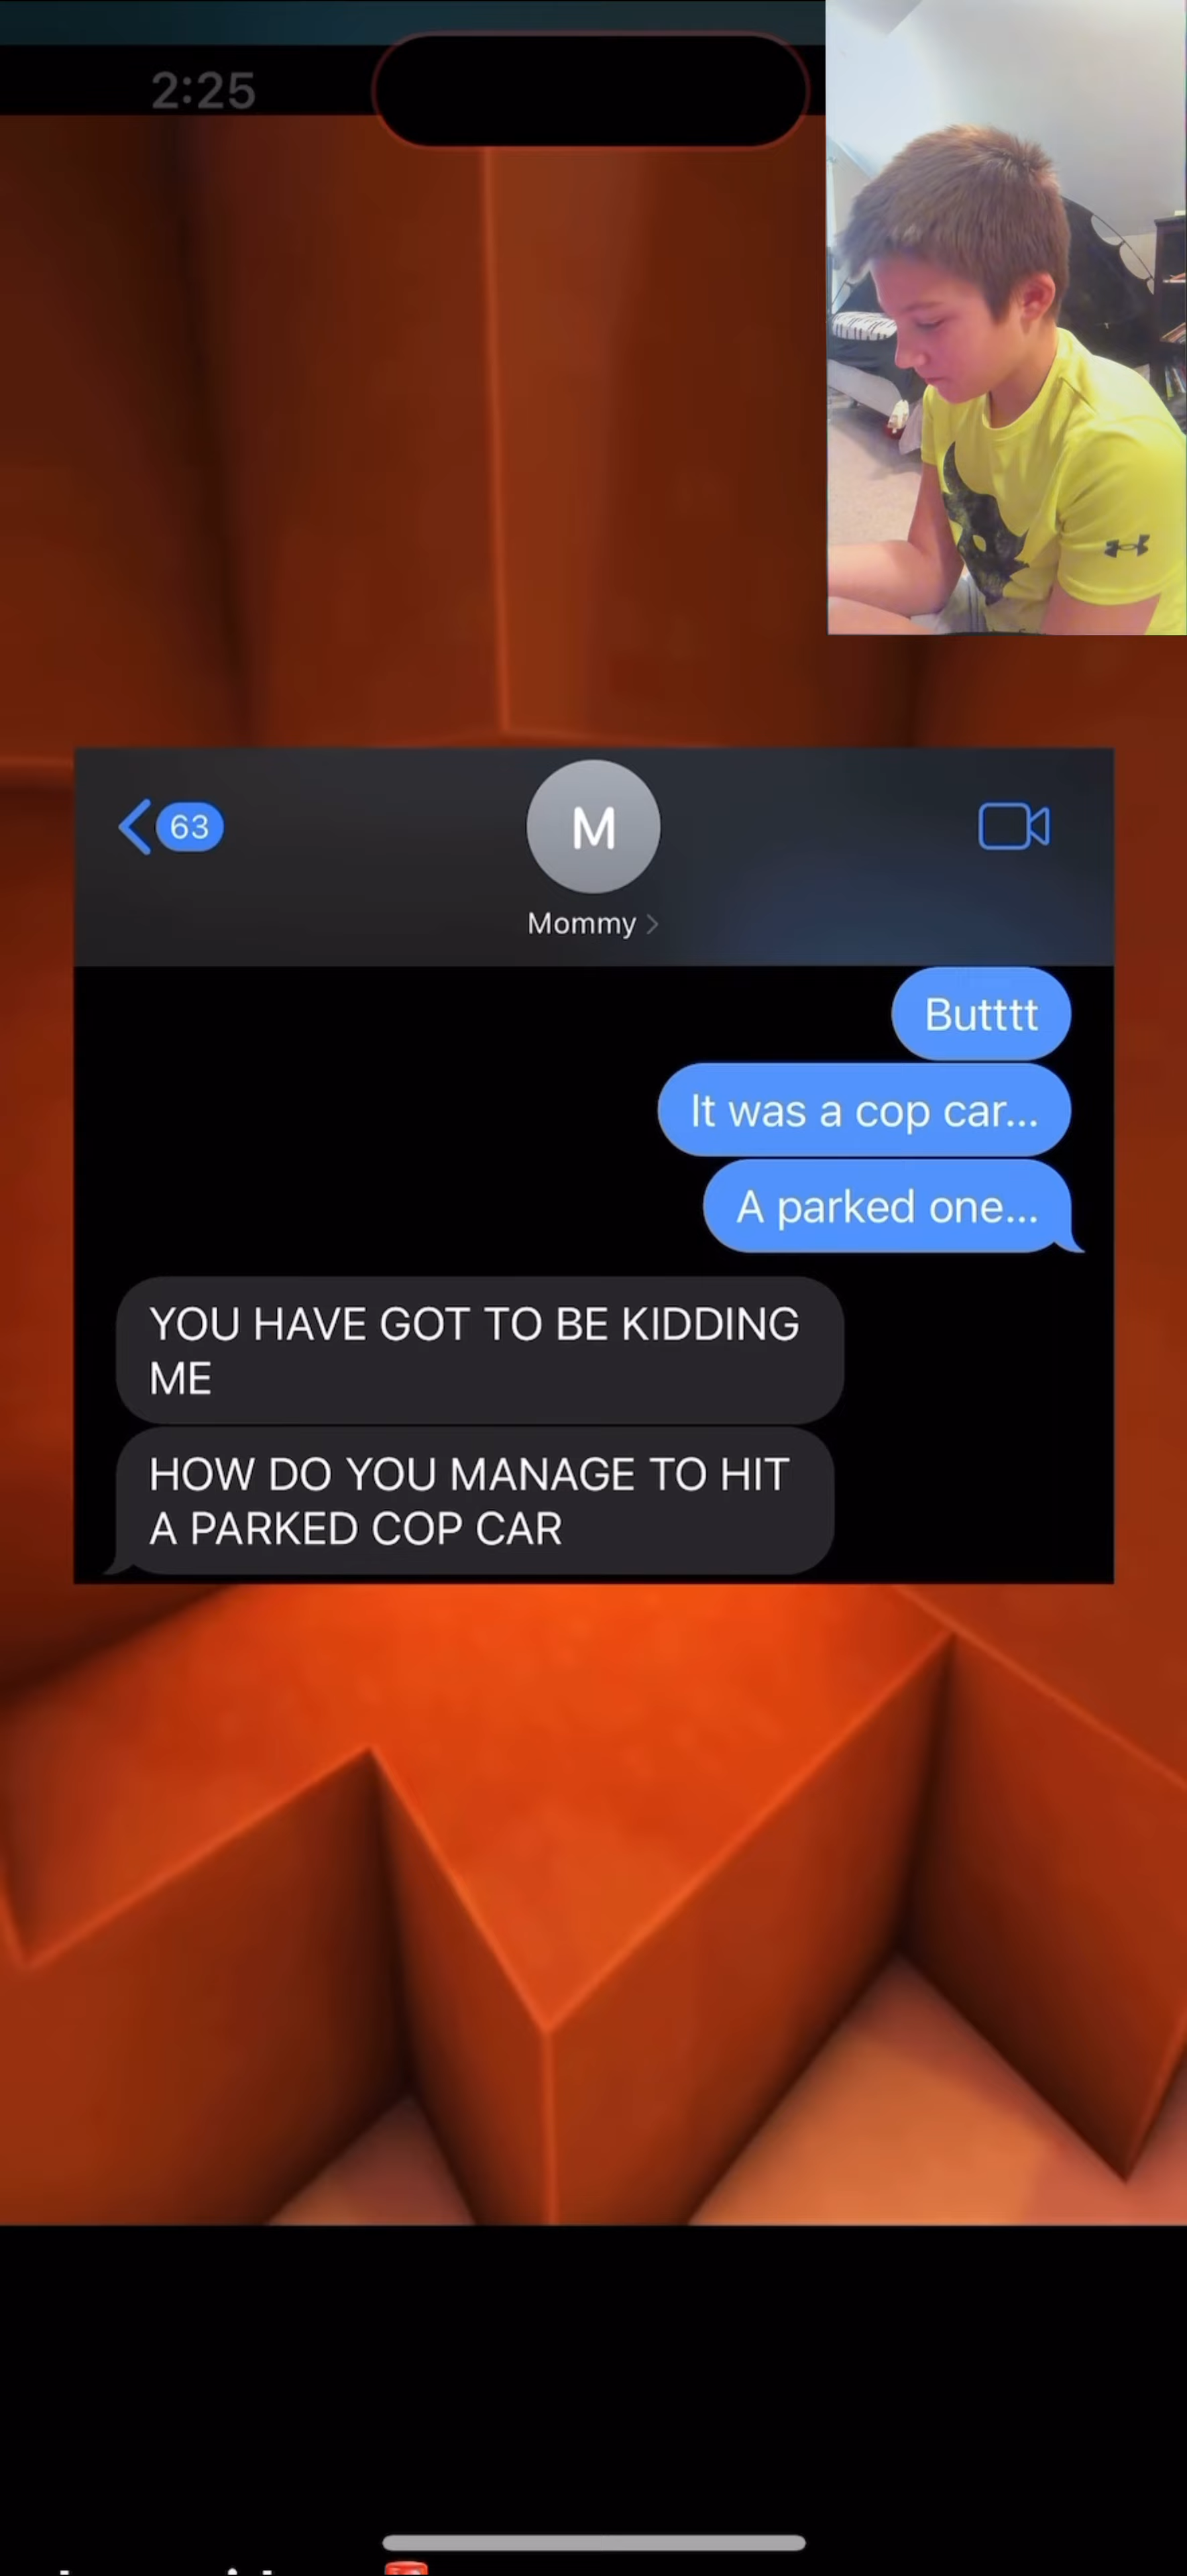 2:25
63
M
Mommy
Butttt
It was a cop car...
A parked one...
YOU HAVE GOT TO BE KIDDING
ME
HOW DO YOU MANAGE TO HIT
A PARKED COP CAR